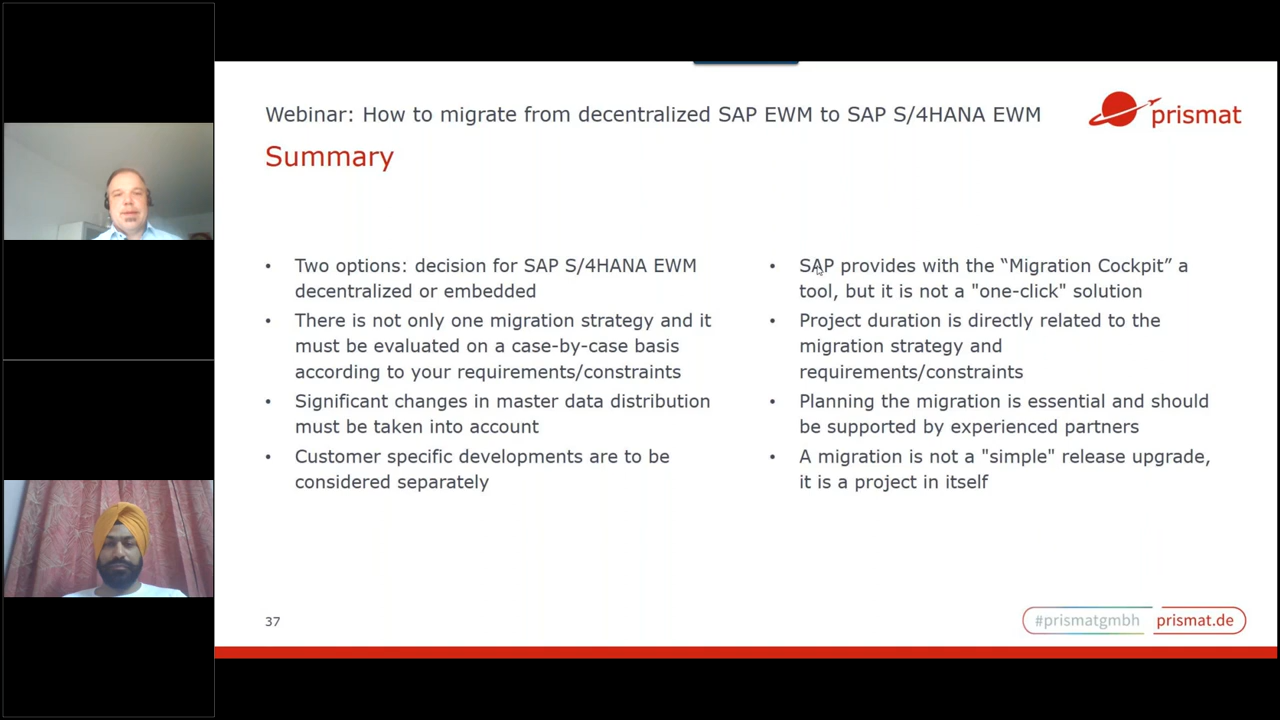 Webinar: How to migrate from decentralized SAP EWM to SAP S/4HANA EWM
prismat
Summary
• Two options: decision for SAP S/4HANA EWM
decentralized or embedded
• There is not only one migration strategy and it
must be evaluated on a case-by-case basis
according to your requirements/constraints
• Significant changes in master data distribution
must be taken into account
• Customer specific developments are to be
considered separately
• SAP provides with the “Migration Cockpit” a
tool, but it is not a "one-click" solution
• Project duration is directly related to the
migration strategy and
requirements/constraints
• Planning the migration is essential and should
be supported by experienced partners
• A migration is not a "simple" release upgrade,
it is a project in itself
37
#prismatgmbh prismat.de